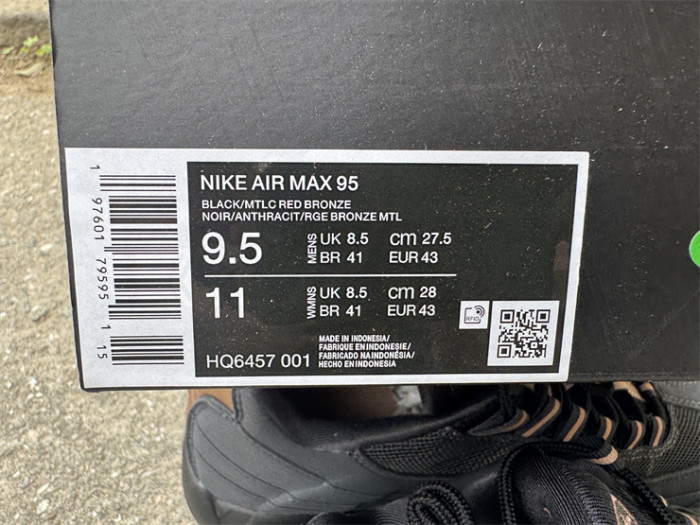 NIKE AIR MAX 95
BLACK/MTLC RED BRONZE
NOIR/ANTHRACIT/RGE BRONZE MTL
9.5 MENS UK 8.5 cm 27.5
BR 41 EUR 43
11 WMNS UK 8.5 cm 28
BR 41 EUR 43
HQ6457 001
MADE IN INDONESIA/
FABRIQUE EN INDONESIE/
FABRICADO NA INDONÉSIA/
HECHO EN INDONESIA
RFID
1 97601 79595 1 15